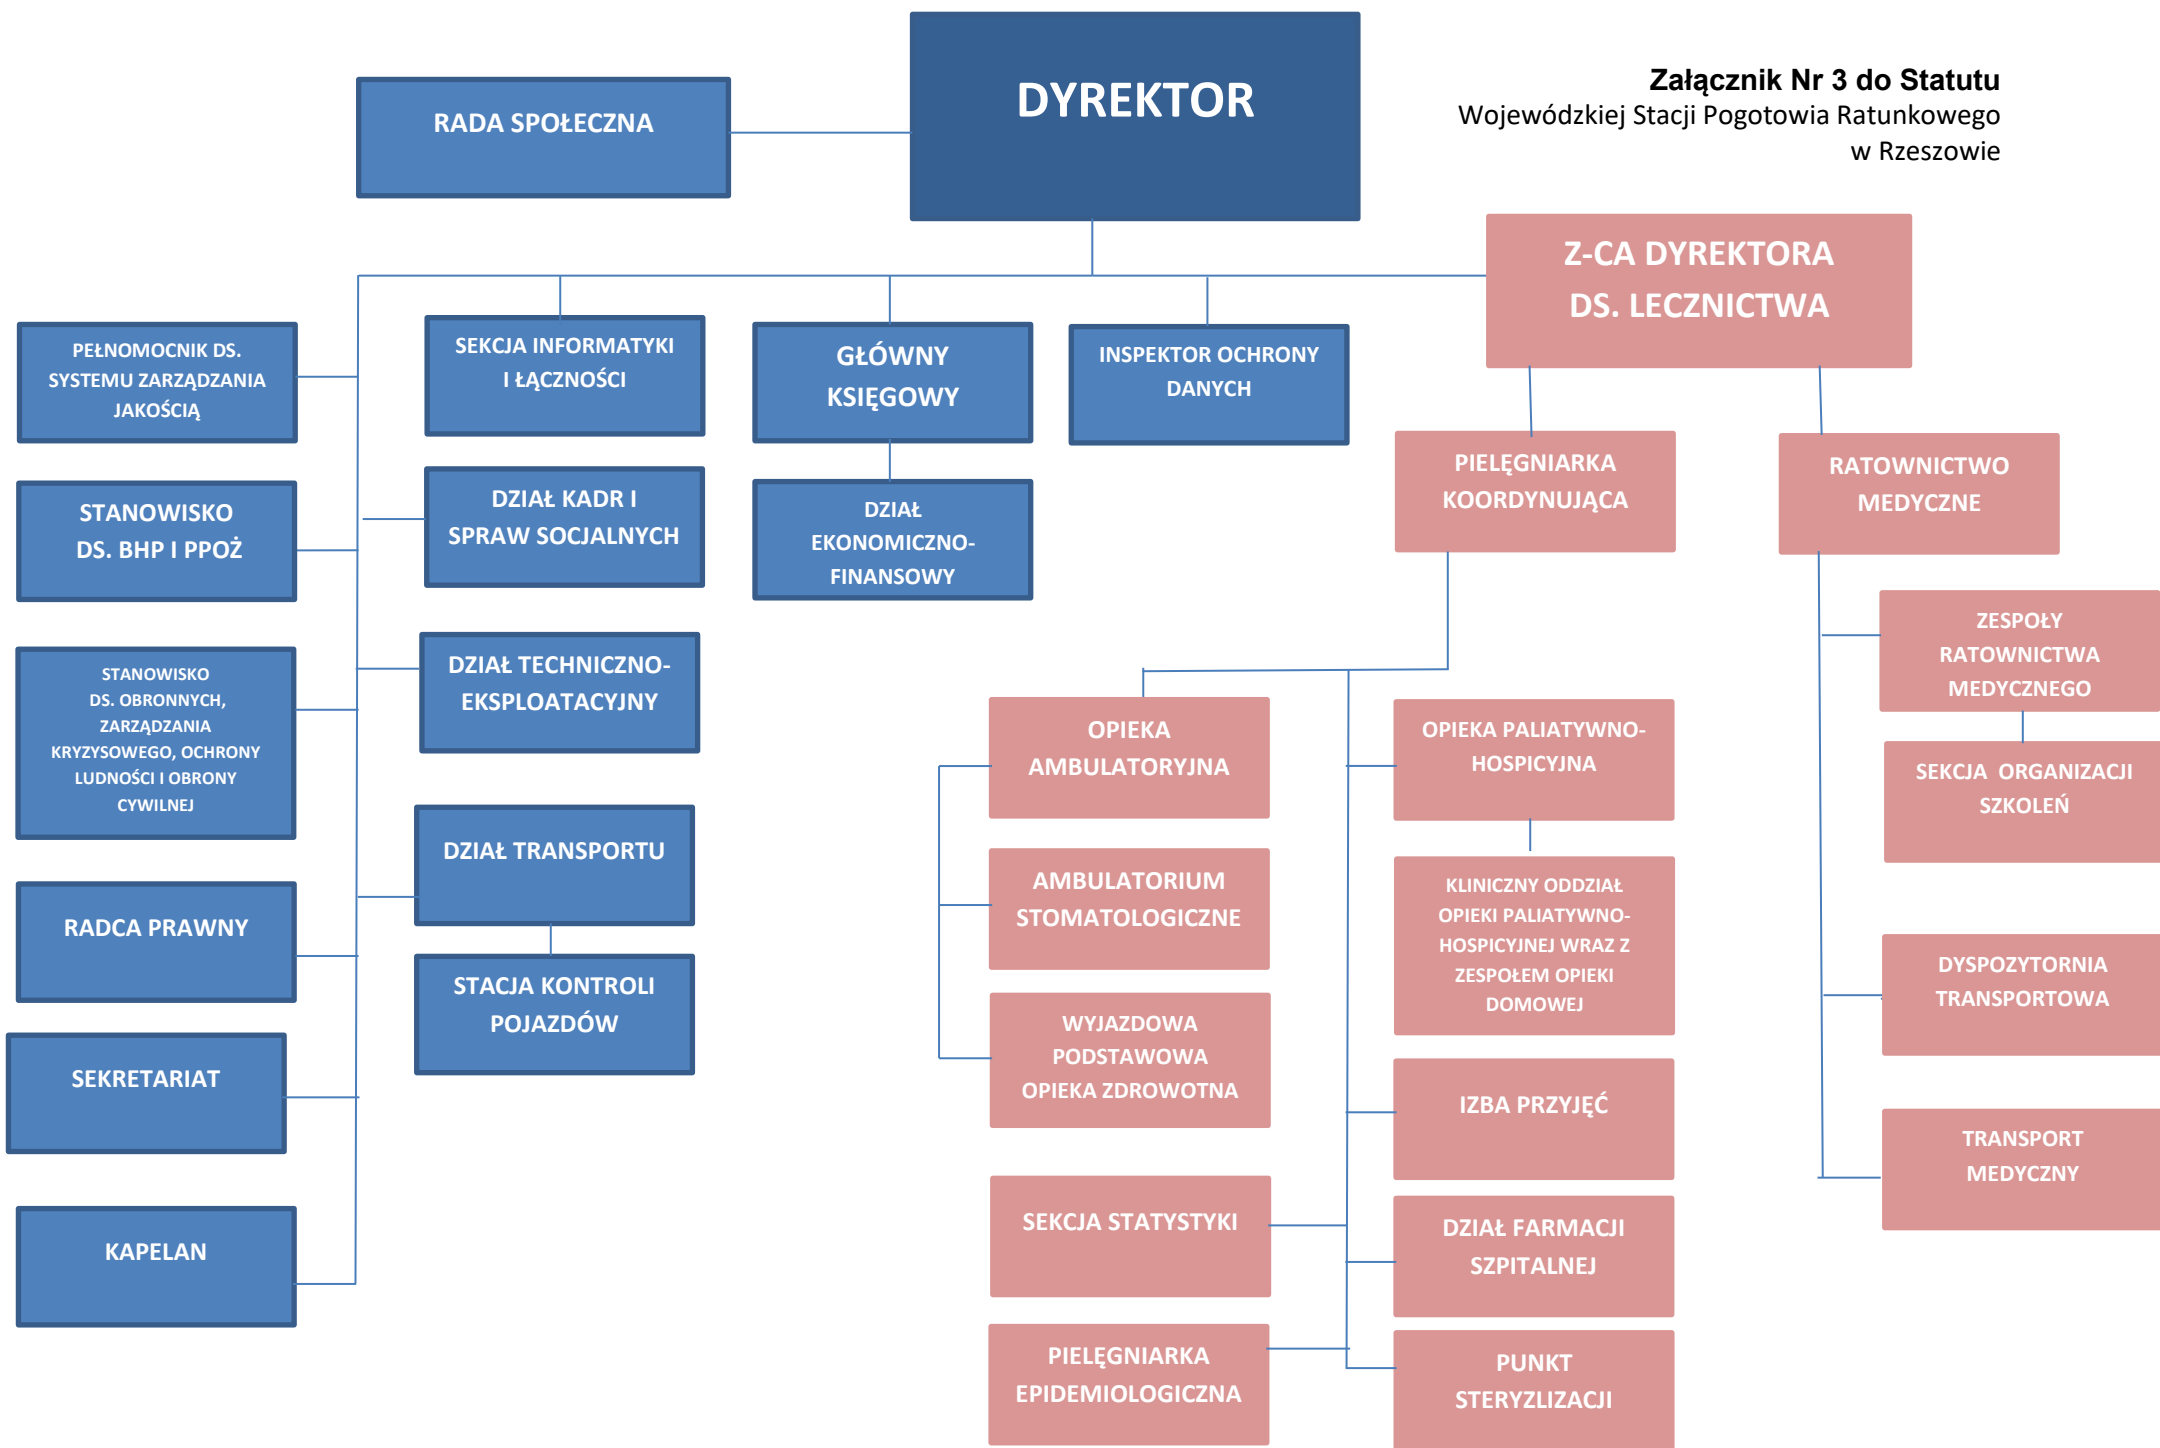 DYREKTOR
RADA SPOŁECZNA
Załącznik Nr 3 do Statutu
Wojewódzkiej Stacji Pogotowia Ratunkowego
w Rzeszowie
Z-CA DYREKTORA
DS. LECZNICTWA
PEŁNOMOCNIK DS.
SYSTEMU ZARZĄDZANIA
JAKOŚCIĄ
SEKCJA INFORMATYKI
I ŁĄCZNOŚCI
GŁÓWNY
KSIĘGOWY
INSPEKTOR OCHRONY
DANYCH
PIELĘGNIARKA
KOORDYNUJĄCA
RATOWNICTWO
MEDYCZNE
STANOWISKO
DS. BHP I PPOŻ
DZIAŁ KADR I
SPRAW SOCJALNYCH
DZIAŁ
EKONOMICZNO-
FINANSOWY
ZESPOŁY
RATOWNICTWA
MEDYCZNEGO
STANOWISKO
DS. OBRONNYCH,
ZARZĄDZANIA
KRYZYSOWEGO, OCHRONY
LUDNOŚCI I OBRONY
CYWILNEJ
DZIAŁ TECHNICZNO-
EKSPLOATACYJNY
OPIEKA
AMBULATORYJNA
OPIEKA PALIATYWNO-
HOSPICYJNA
SEKCJA  ORGANIZACJI
SZKOLEŃ
DZIAŁ TRANSPORTU
AMBULATORIUM
STOMATOLOGICZNE
KLINICZNY ODDZIAŁ
OPIEKI PALIATYWNO-
HOSPICYJNEJ WRAZ Z
ZESPOŁEM OPIEKI
DOMOWEJ
RADCA PRAWNY
STACJA KONTROLI
POJAZDÓW
DYSPOZYTORNIA
TRANSPORTOWA
WYJAZDOWA
PODSTAWOWA
OPIEKA ZDROWOTNA
SEKRETARIAT
IZBA PRZYJĘĆ
TRANSPORT
MEDYCZNY
KAPELAN
SEKCJA STATYSTYKI
DZIAŁ FARMACJI
SZPITALNEJ
PIELĘGNIARKA
EPIDEMIOLOGICZNA
PUNKT
STERYZLIZACJI